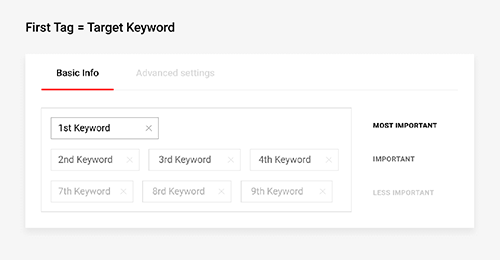 First Tag = Target Keyword
Basic Info Advanced settings
1st Keyword × MOST IMPORTANT
2nd Keyword × 3rd Keyword × 4th Keyword × IMPORTANT
7th Keyword × 8rd Keyword × 9th Keyword × LESS IMPORTANT